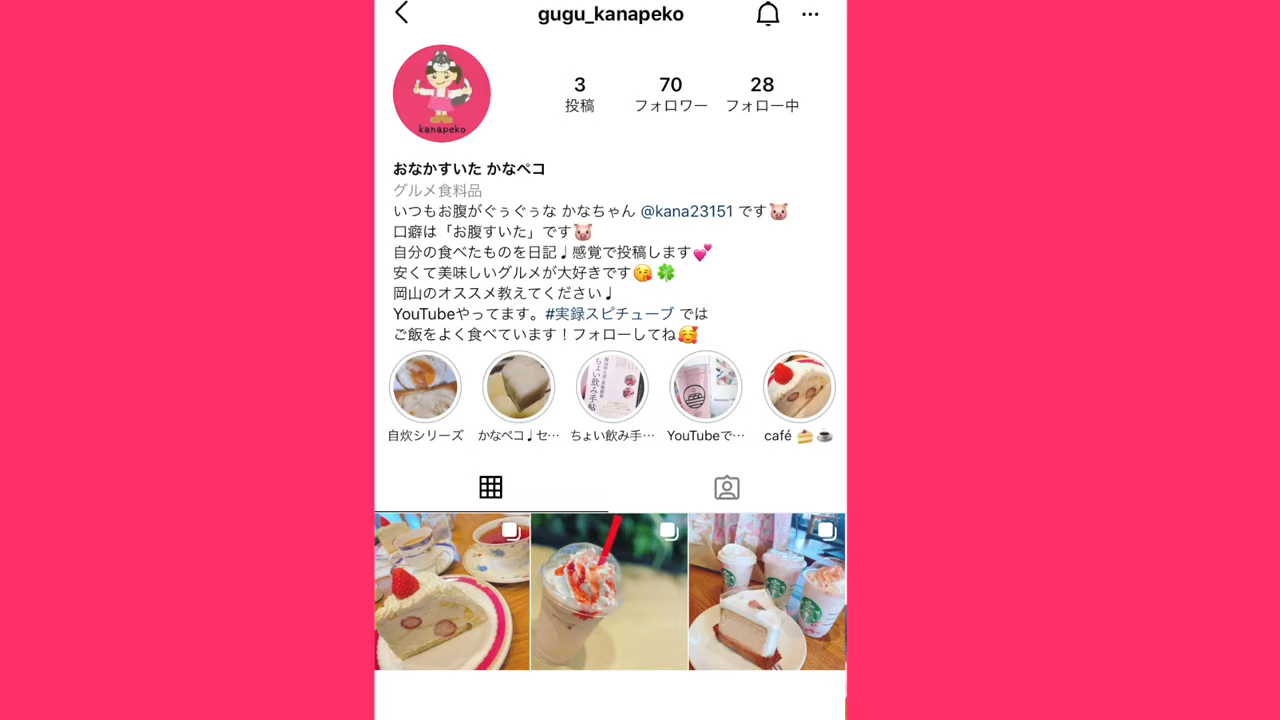 gugu_kanapeko
kanapeko
3
投稿
70
フォロワー
28
フォロー中
おなかすいた かなペコ
グルメ食料品
いつもお腹がぐぅぐぅな かなちゃん @kana23151 です🐷
口癖は「お腹すいた」です🐷
自分の食べたものを日記♩感覚で投稿します💕
安くて美味しいグルメが大好きです😘🍀
岡山のオススメ教えてください♩
YouTubeやってます。#実録スピチューブ では
ご飯をよく食べています！フォローしてね🥰
ちょい飲み手帖
自炊シリーズ
かなペコ♩セ…
ちょい飲み手…
YouTubeで…
café 🍰☕